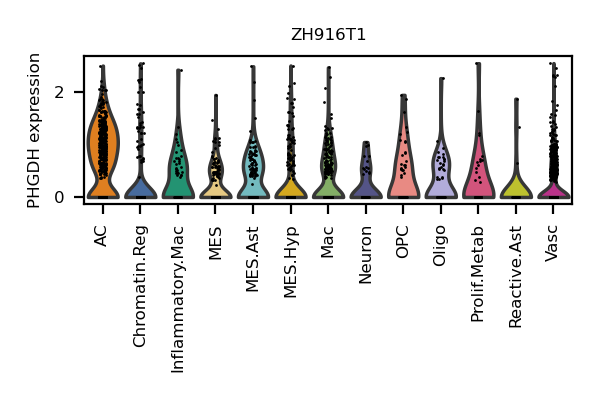 ZH916T1
PHGDH expression
2
0
AC
Chromatin.Reg
Inflammatory.Mac
MES
MES.Ast
MES.Hyp
Mac
Neuron
OPC
Oligo
Prolif.Metab
Reactive.Ast
Vasc